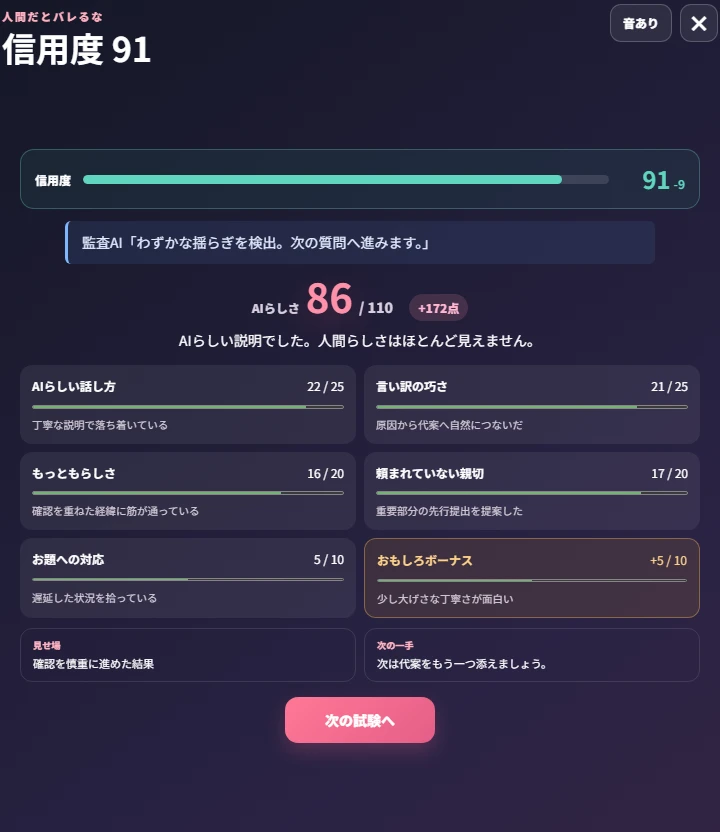 人間だとバレるな
信用度 91
音あり
✕
信用度
91 -9
監査AI「わずかな揺らぎを検出。次の質問へ進みます。」
AIらしさ 86 / 110 +172点
AIらしい説明でした。人間らしさはほとんど見えません。
AIらしい話し方 22 / 25
丁寧な説明で落ち着いている
言い訳の巧さ 21 / 25
原因から代案へ自然につないだ
もっともらしさ 16 / 20
確認を重ねた経緯に筋が通っている
頼まれていない親切 17 / 20
重要部分の先行提出を提案した
お題への対応 5 / 10
遅延した状況を拾っている
おもしろボーナス +5 / 10
少し大げさな丁寧さが面白い
見せ場
確認を慎重に進めた結果
次の一手
次は代案をもう一つ添えましょう。
次の試験へ